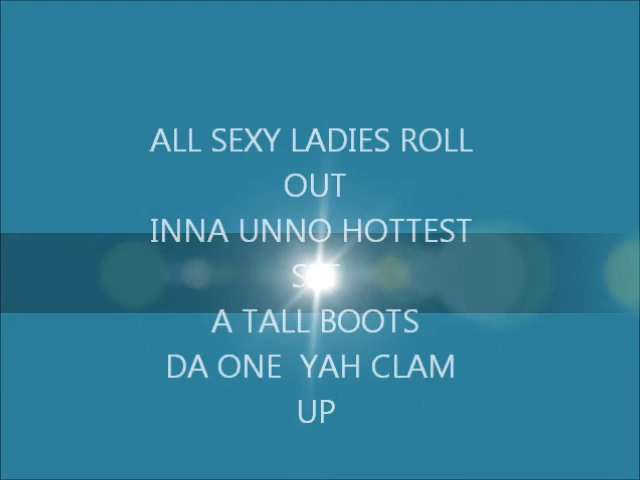 ALL SEXY LADIES ROLL
OUT
INNA UNNO HOTTEST
A TALL BOOTS
DA ONE  YAH CLAM
UP